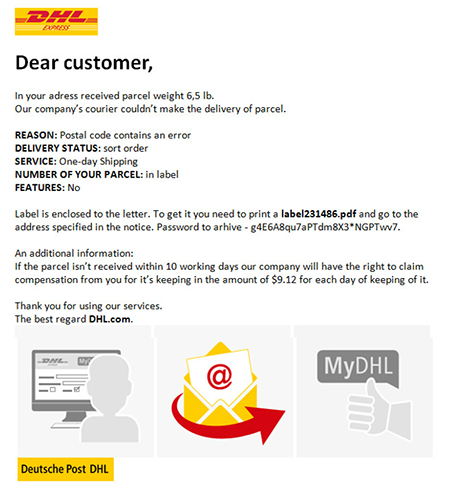 DHL
EXPRESS
Dear customer,
In your adress received parcel weight 6,5 lb.
Our company's courier couldn't make the delivery of parcel.
REASON: Postal code contains an error
DELIVERY STATUS: sort order
SERVICE: One-day Shipping
NUMBER OF YOUR PARCEL: in label
FEATURES: No
Label is enclosed to the letter. To get it you need to print a label231486.pdf and go to the
address specified in the notice. Password to arhive - g4E6A8qu7aPTdm8X3*NGPTwv7.
An additional information:
If the parcel isn't received within 10 working days our company will have the right to claim
compensation from you for it's keeping in the amount of $9.12 for each day of keeping of it.
Thank you for using our services.
The best regard DHL.com.
DHL
@
MyDHL
Deutsche Post DHL